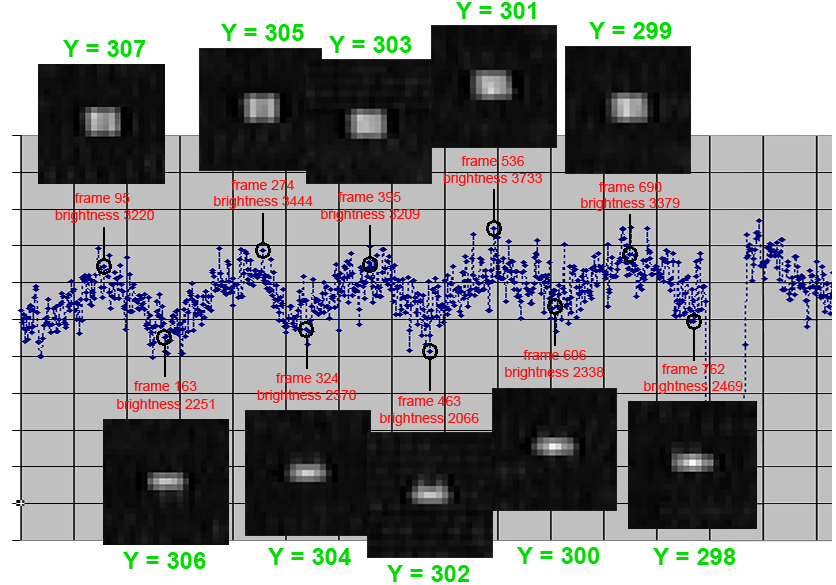 Y = 307
Y = 305
Y = 303
Y = 301
Y = 299
frame 95
brightness 3220
frame 274
brightness 3444
frame 395
brightness 3209
frame 536
brightness 3733
frame 690
brightness 3379
frame 163
brightness 2251
frame 324
brightness 2370
frame 463
brightness 2066
frame 606
brightness 2338
frame 762
brightness 2469
Y = 306
Y = 304
Y = 302
Y = 300
Y = 298